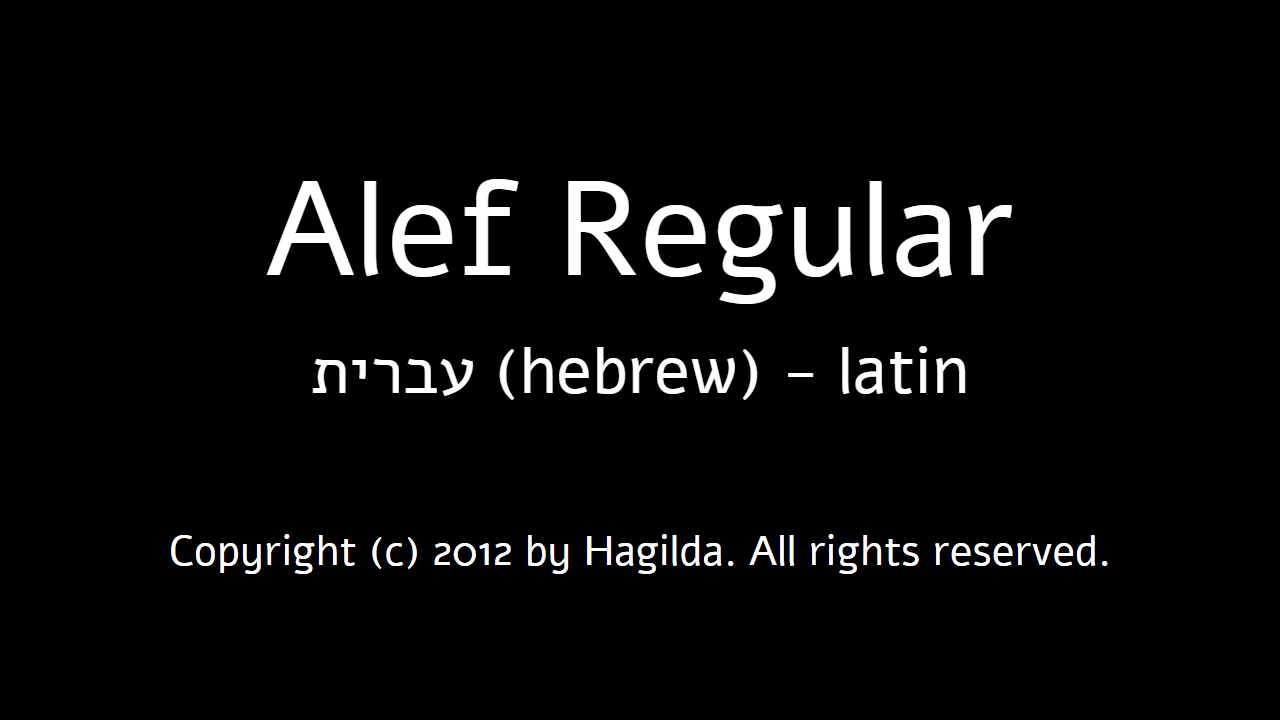 Alef Regular
עברית (hebrew) - latin
Copyright (c) 2012 by Hagilda. All rights reserved.